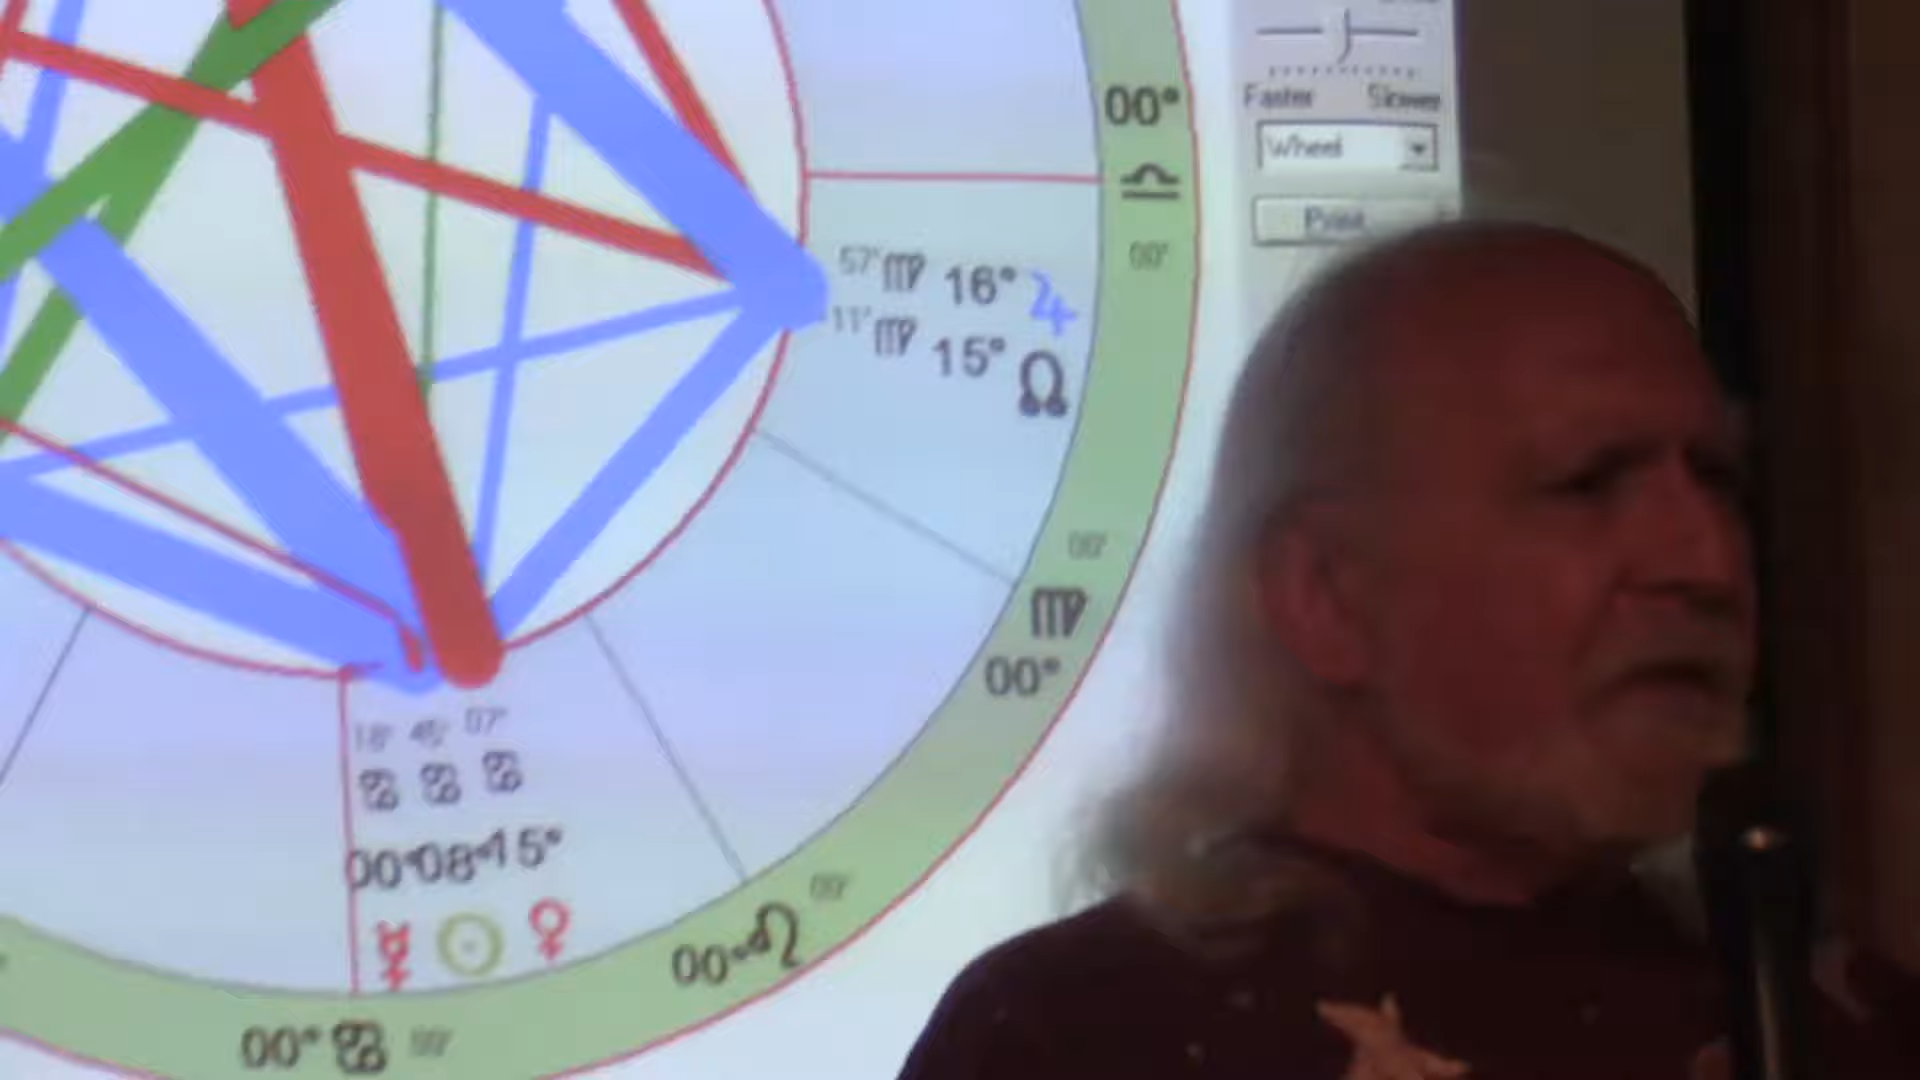 Faster Slower
Wheel
Print
00°
♎
00'
57' ♍ 16° ♃
11' ♍ 15° ☊
00'
♍
00°
18' 45' 07'
♋ ♋ ♋
00° 08° 15°
☿ ☉ ♀
00' 
00° ♌
00° ♋ 00'